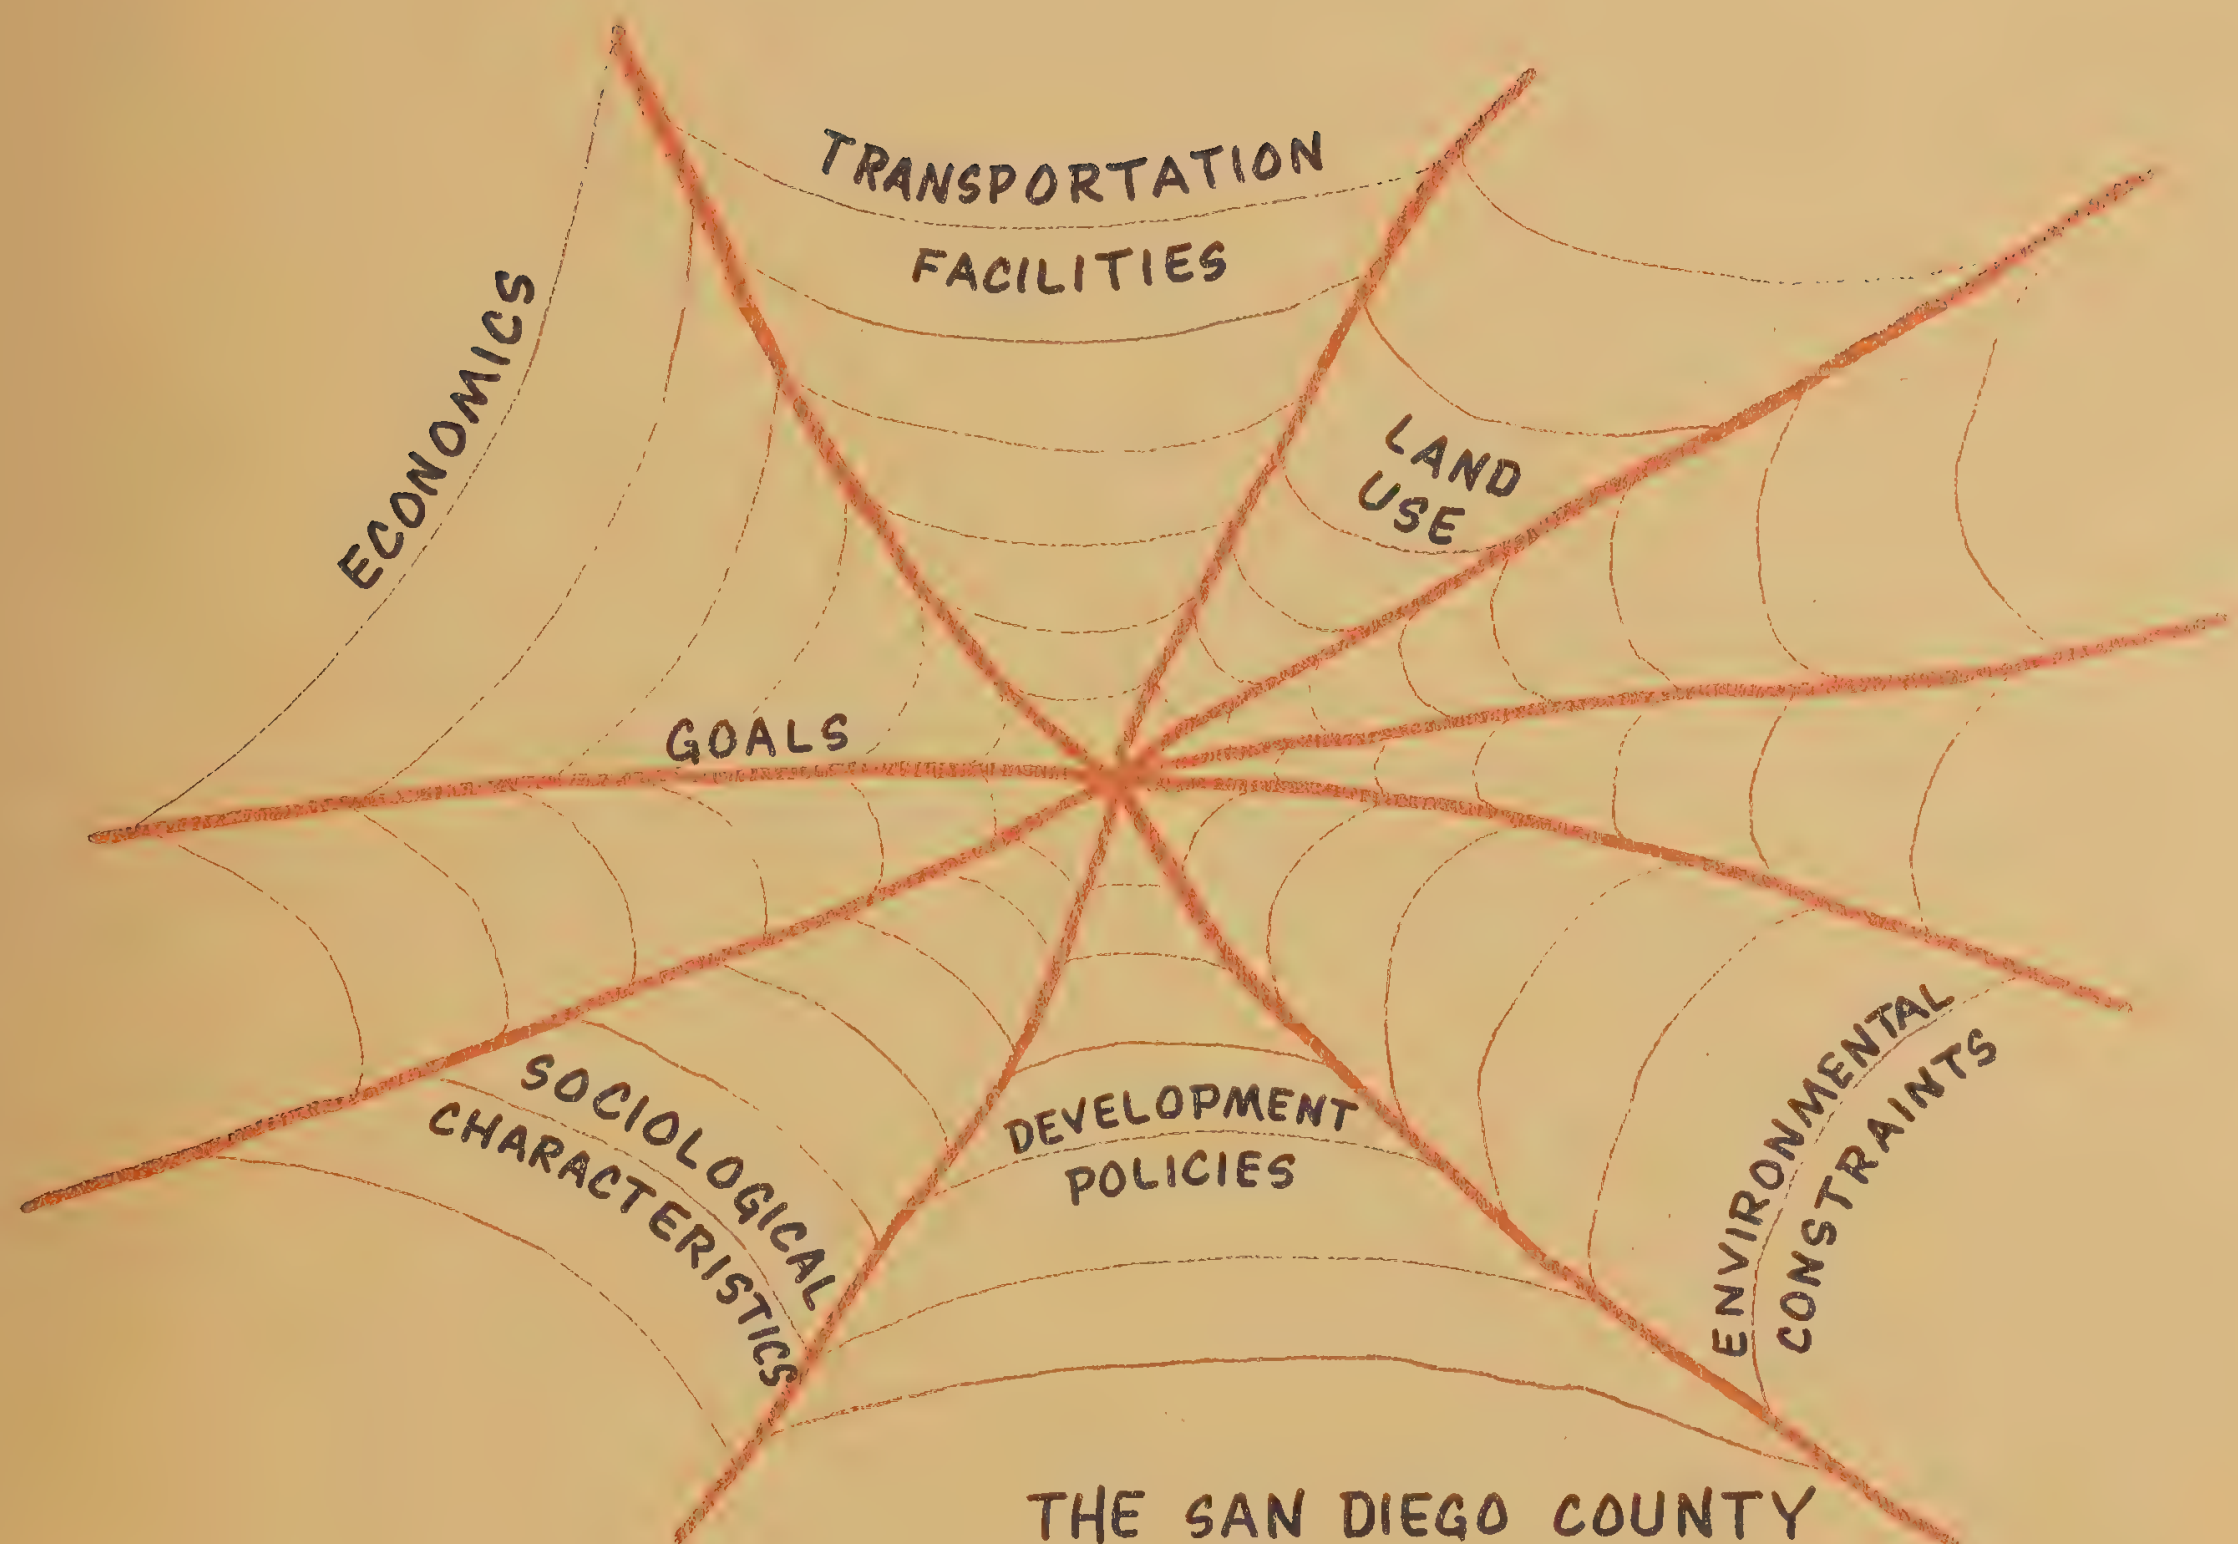 TRANSPORTATION
FACILITIES
ECONOMICS
LAND
USE
GOALS
SOCIOLOGICAL
CHARACTERISTICS
DEVELOPMENT
POLICIES
ENVIRONMENTAL
CONSTRAINTS
THE SAN DIEGO COUNTY